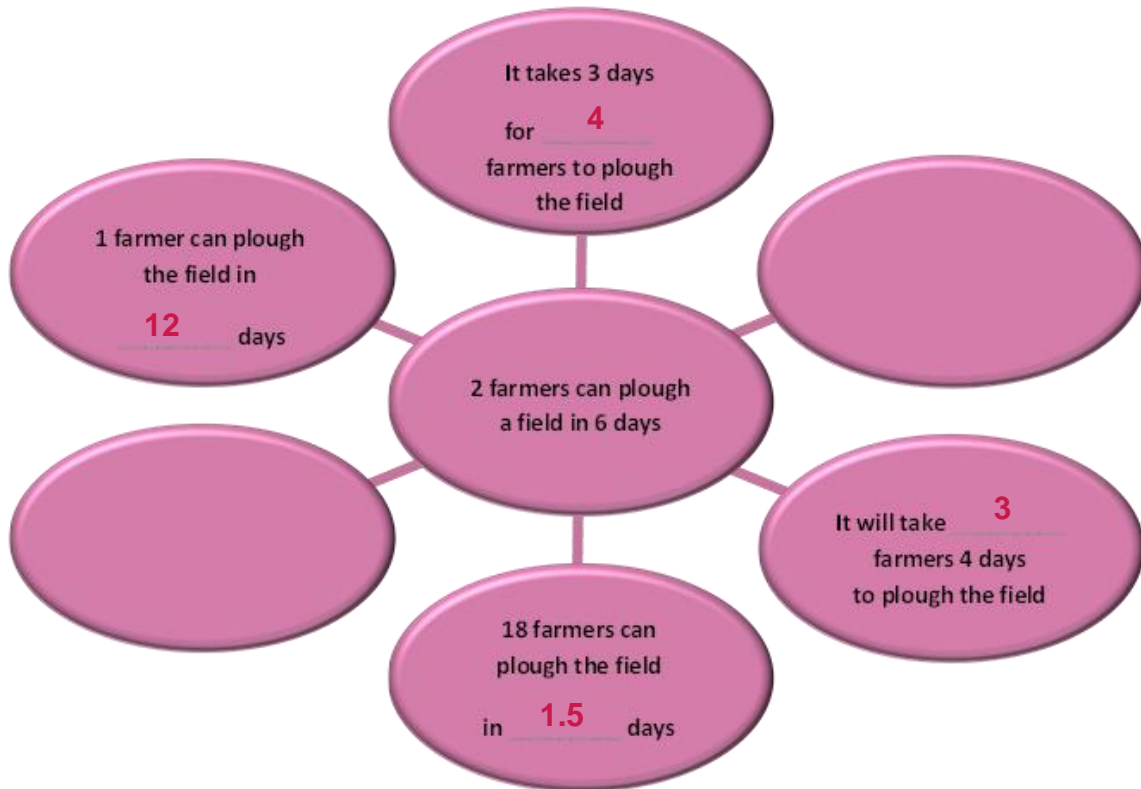 It takes 3 days
for 4
farmers to plough
the field
1 farmer can plough
the field in
12 days
2 farmers can plough
a field in 6 days
It will take 3
farmers 4 days
to plough the field
18 farmers can
plough the field
in 1.5 days